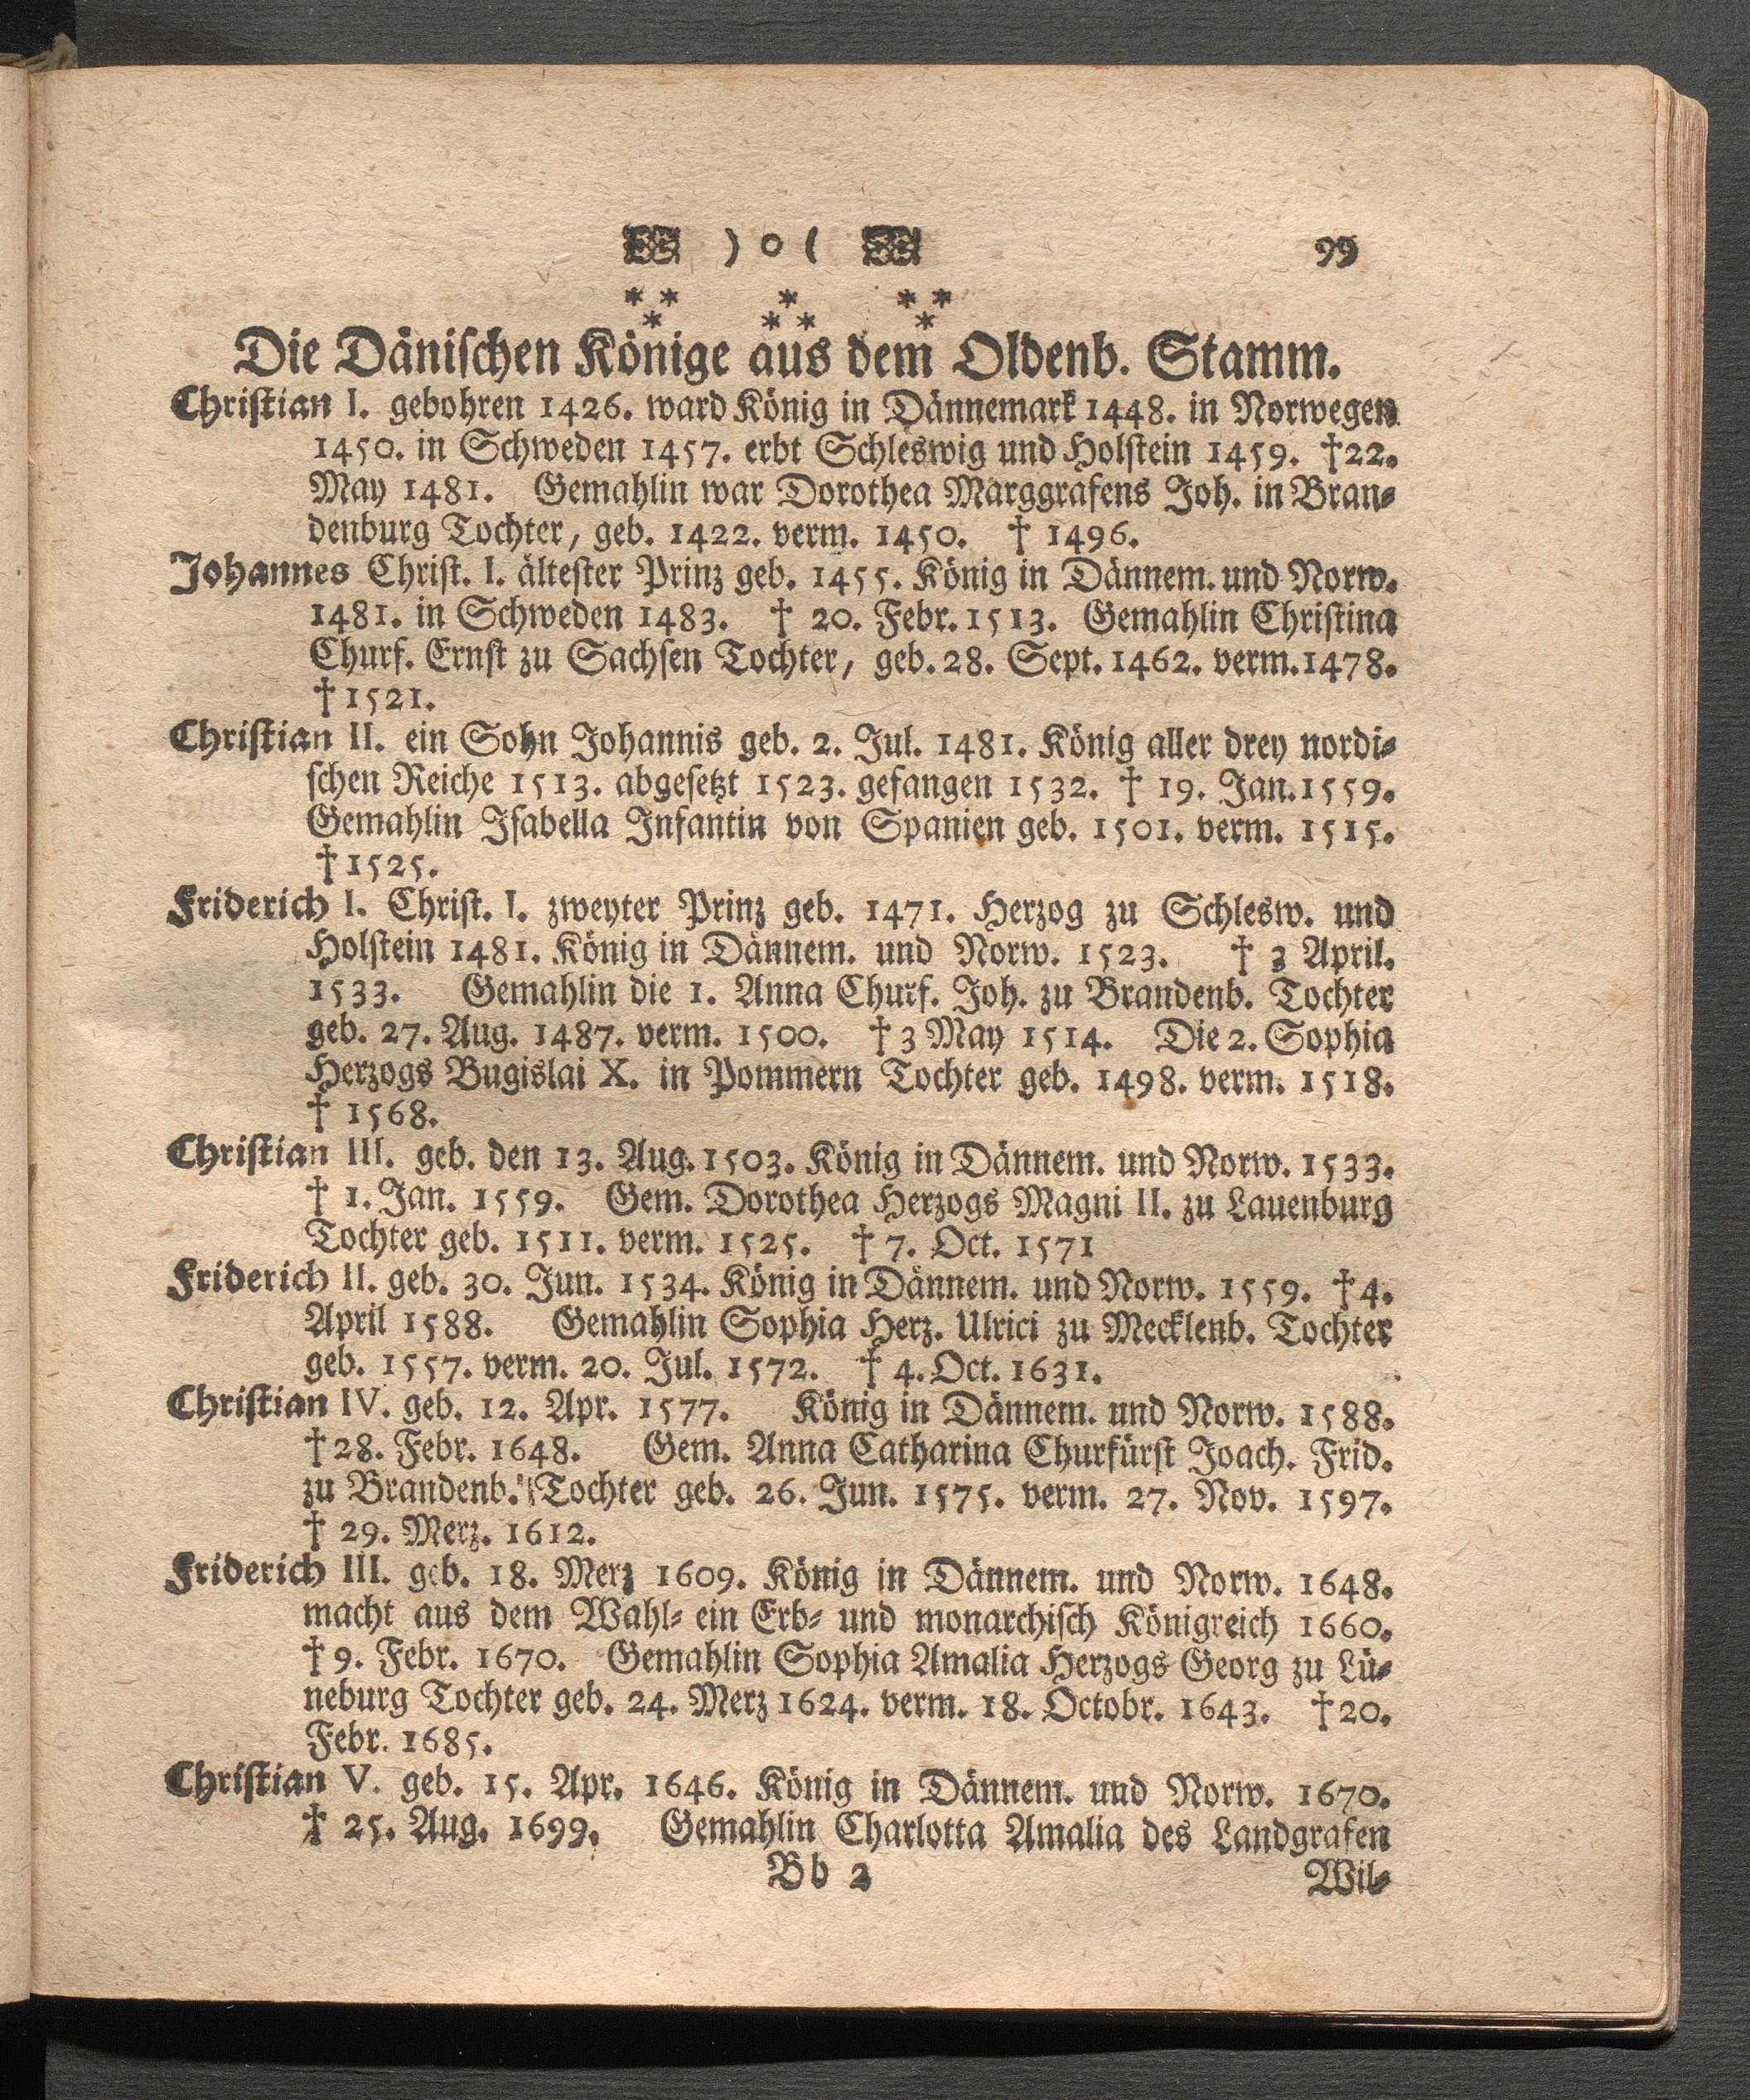 ) o ( 99
** * **
* ** *
Die Dänischen Könige aus dem Oldenb. Stamm.
Christian I. gebohren 1426. ward König in Dännemark 1448. in Norwegen
1450. in Schweden 1457. erbt Schleswig und Holstein 1459. †22.
May 1481. Gemahlin war Dorothea Marggrafens Joh. in Bran-
denburg Tochter, geb. 1422. verm. 1450. † 1496.
Johannes Christ. I. ältester Prinz geb. 1455. König in Dännem. und Norw.
1481. in Schweden 1483. † 20. Febr. 1513. Gemahlin Christina
Churf. Ernst zu Sachsen Tochter, geb. 28. Sept. 1462. verm. 1478.
† 1521.
Christian II. ein Sohn Johannis geb. 2. Jul. 1481. König aller drey nordi-
schen Reiche 1513. abgesetzt 1523. gefangen 1532. † 19. Jan. 1559.
Gemahlin Isabella Infantin von Spanien geb. 1501. verm. 1515.
† 1525.
Friderich I. Christ. I. zweyter Prinz geb. 1471. Herzog zu Schlesw. und
Holstein 1481. König in Dännem. und Norw. 1523. † 3 April.
1533. Gemahlin die 1. Anna Churf. Joh. zu Brandenb. Tochter
geb. 27. Aug. 1487. verm. 1500. † 3 May 1514. Die 2. Sophia
Herzogs Bugislai X. in Pommern Tochter geb. 1498. verm. 1518.
† 1568.
Christian III. geb. den 13. Aug. 1503. König in Dännem. und Norw. 1533.
† 1. Jan. 1559. Gem. Dorothea Herzogs Magni II. zu Lauenburg
Tochter geb. 1511. verm. 1525. † 7. Oct. 1571
Friderich II. geb. 30. Jun. 1534. König in Dännem. und Norw. 1559. † 4.
April 1588. Gemahlin Sophia Herz. Ulrici zu Mecklenb. Tochter
geb. 1557. verm. 20. Jul. 1572. † 4. Oct. 1631.
Christian IV. geb. 12. Apr. 1577. König in Dännem. und Norw. 1588.
† 28. Febr. 1648. Gem. Anna Catharina Churfürst Joach. Frid.
zu Brandenb. Tochter geb. 26. Jun. 1575. verm. 27. Nov. 1597.
† 29. Merz. 1612.
Friderich III. geb. 18. Merz 1609. König in Dännem. und Norw. 1648.
macht aus dem Wahl- ein Erb- und monarchisch Königreich 1660.
† 9. Febr. 1670. Gemahlin Sophia Amalia Herzogs Georg zu Lü-
neburg Tochter geb. 24. Merz 1624. verm. 18. Octobr. 1643. † 20.
Febr. 1685.
Christian V. geb. 15. Apr. 1646. König in Dännem. und Norw. 1670.
† 25. Aug. 1699. Gemahlin Charlotta Amalia des Landgrafen
Bb 2 Wil-